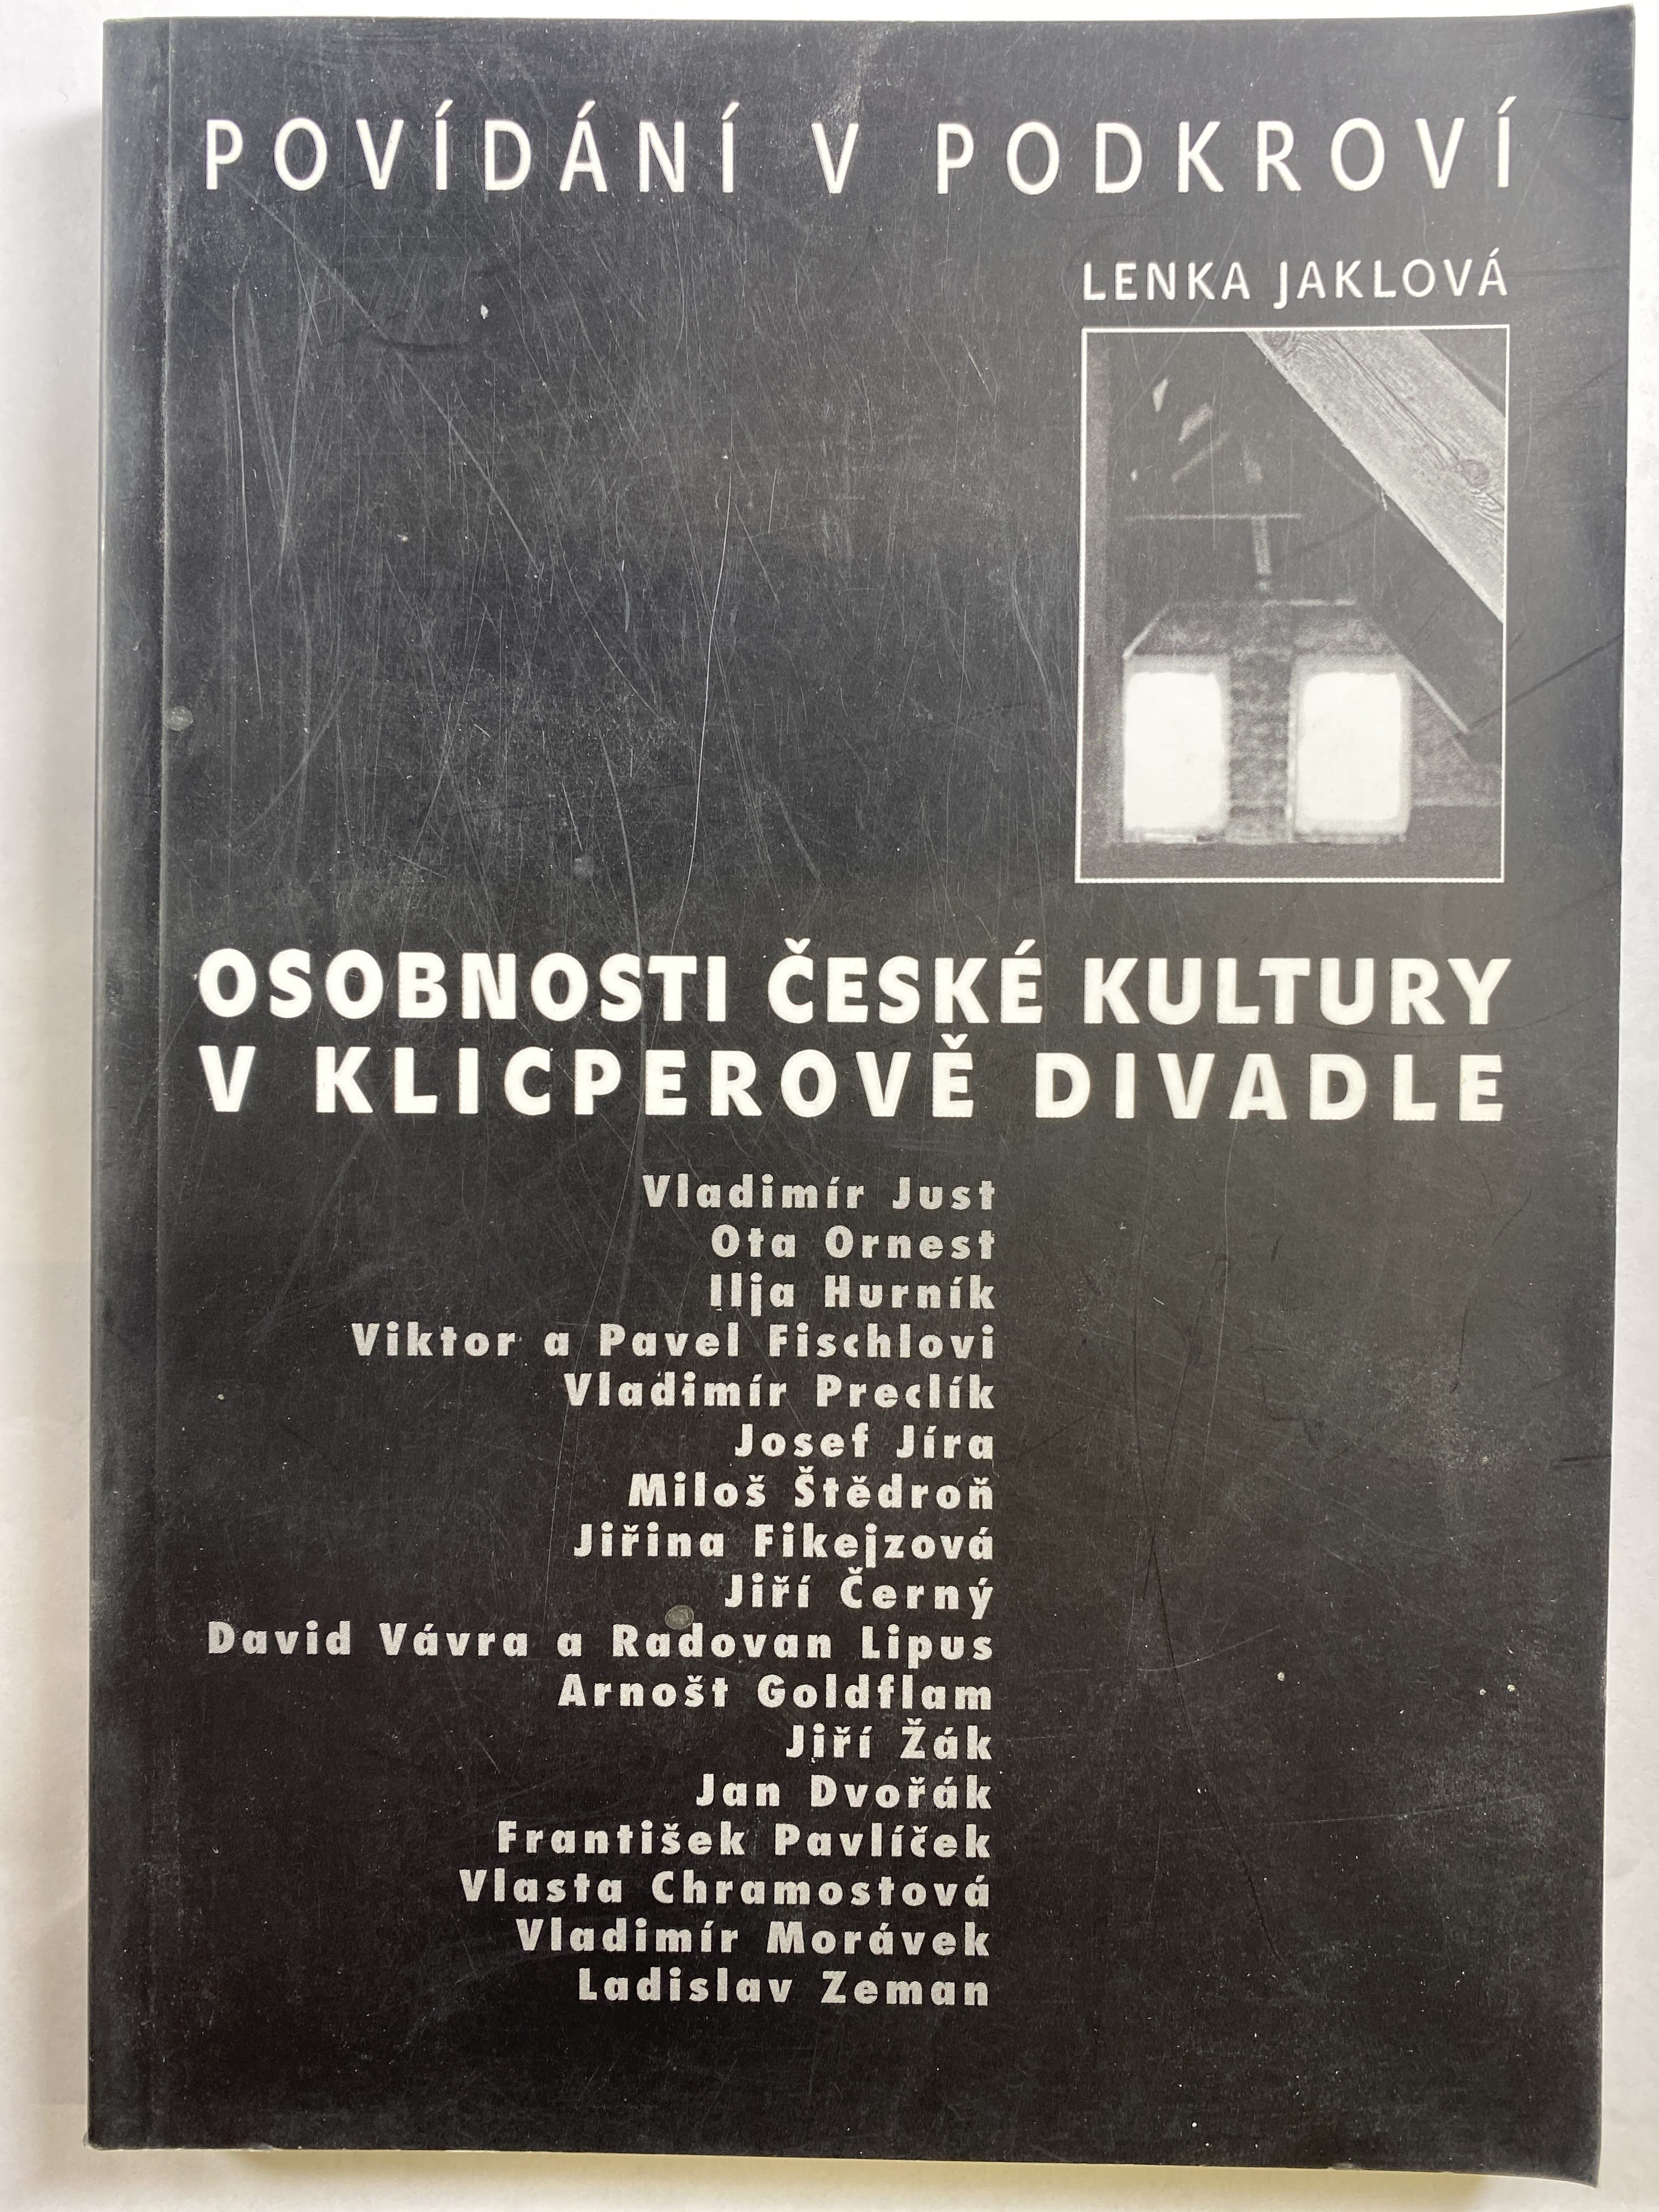 POVÍDÁNÍ V PODKROVÍ
LENKA JAKLOVÁ
OSOBNOSTI ČESKÉ KULTURY
V KLICPEROVĚ DIVADLE
Vladimír Just
Ota Ornest
Ilja Hurník
Viktor a Pavel Fischlovi
Vladimír Preclík
Josef Jíra
Miloš Štědroň
Jiřina Fikejzová
Jiří Černý
David Vávra a Radovan Lipus
Arnošt Goldflam
Jiří Žák
Jan Dvořák
František Pavlíček
Vlasta Chramostová
Vladimír Morávek
Ladislav Zeman